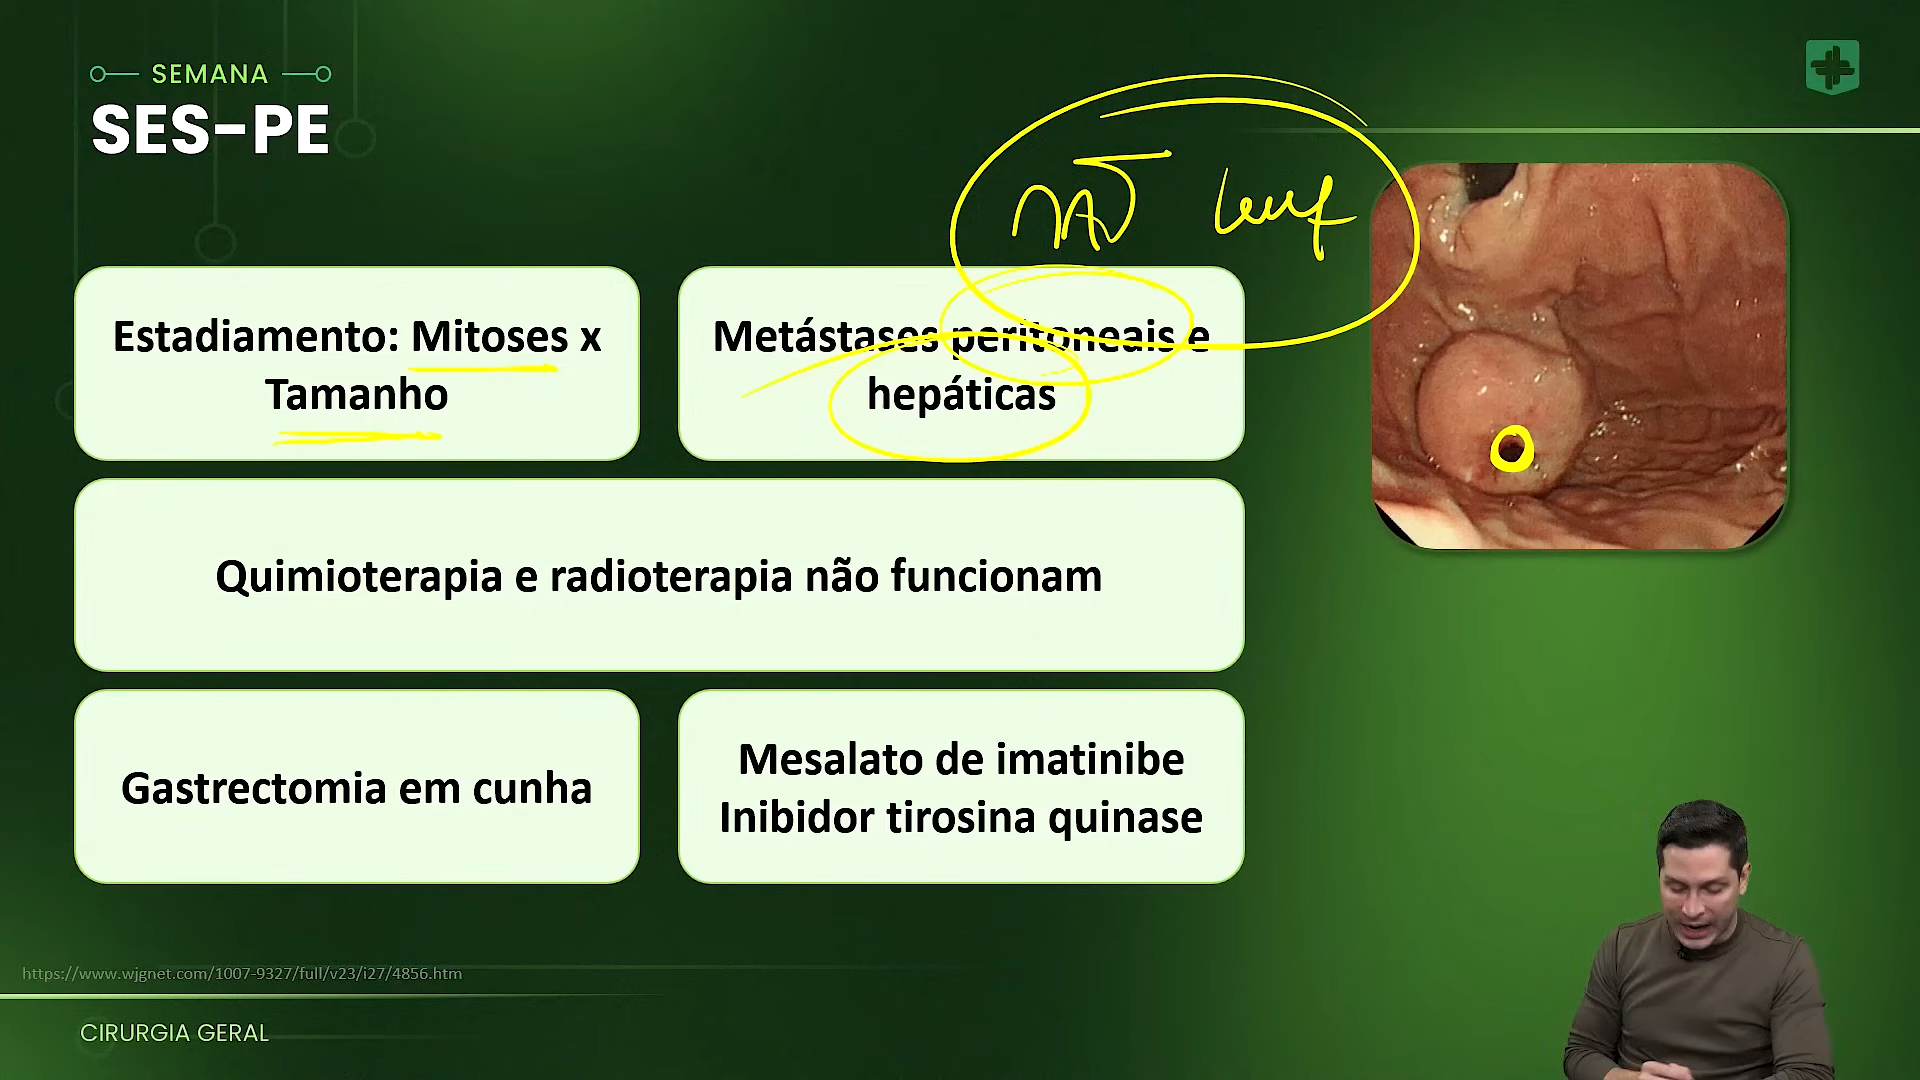 SEMANA
SES-PE
NÃO linf
Estadiamento: Mitoses x
Tamanho
Metástases peritoneais e
hepáticas
Quimioterapia e radioterapia não funcionam
Gastrectomia em cunha
Mesalato de imatinibe
Inibidor tirosina quinase
https://www.wjgnet.com/1007-9327/full/v23/i27/4856.htm
CIRURGIA GERAL